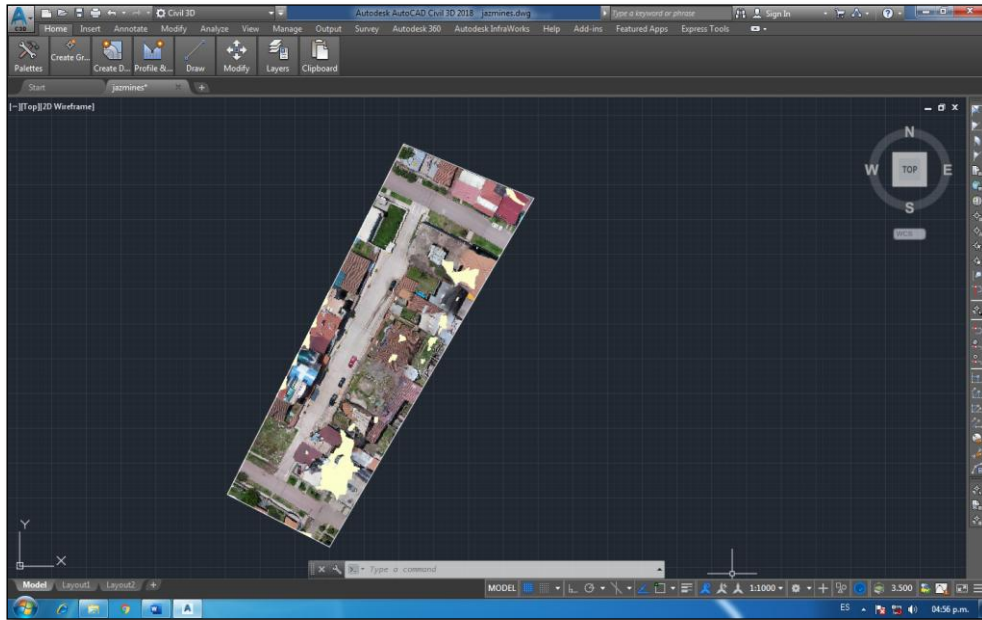 Civil 3D
Autodesk AutoCAD Civil 3D 2018 jazmines.dwg
Type a keyword or phrase
Sign In
C3D
Home Insert Annotate Modify Analyze View Manage Output Survey Autodesk 360 Autodesk InfraWorks Help Add-ins Featured Apps Express Tools
Palettes
Create Gr...
Create D...
Profile &...
Draw
Modify
Layers
Clipboard
Start
jazmines*
[−][Top][2D Wireframe]
N
W
TOP
E
S
WCS
Y
X
Type a command
Model Layout1 Layout2 +
MODEL
1:1000
3.500
ES
04:56 p.m.